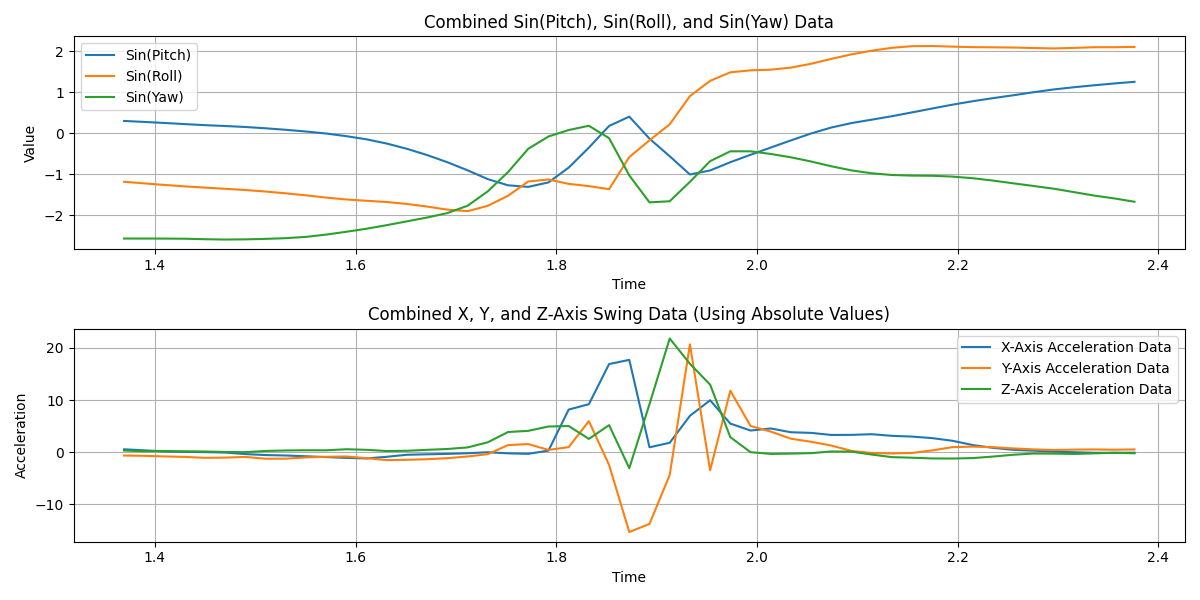 Combined Sin(Pitch), Sin(Roll), and Sin(Yaw) Data
Sin(Pitch)
Sin(Roll)
Sin(Yaw)
Value
2
1
0
−1
−2
1.4 1.6 1.8 2.0 2.2 2.4
Time
Combined X, Y, and Z-Axis Swing Data (Using Absolute Values)
X-Axis Acceleration Data
Y-Axis Acceleration Data
Z-Axis Acceleration Data
Acceleration
20
10
0
−10
1.4 1.6 1.8 2.0 2.2 2.4
Time